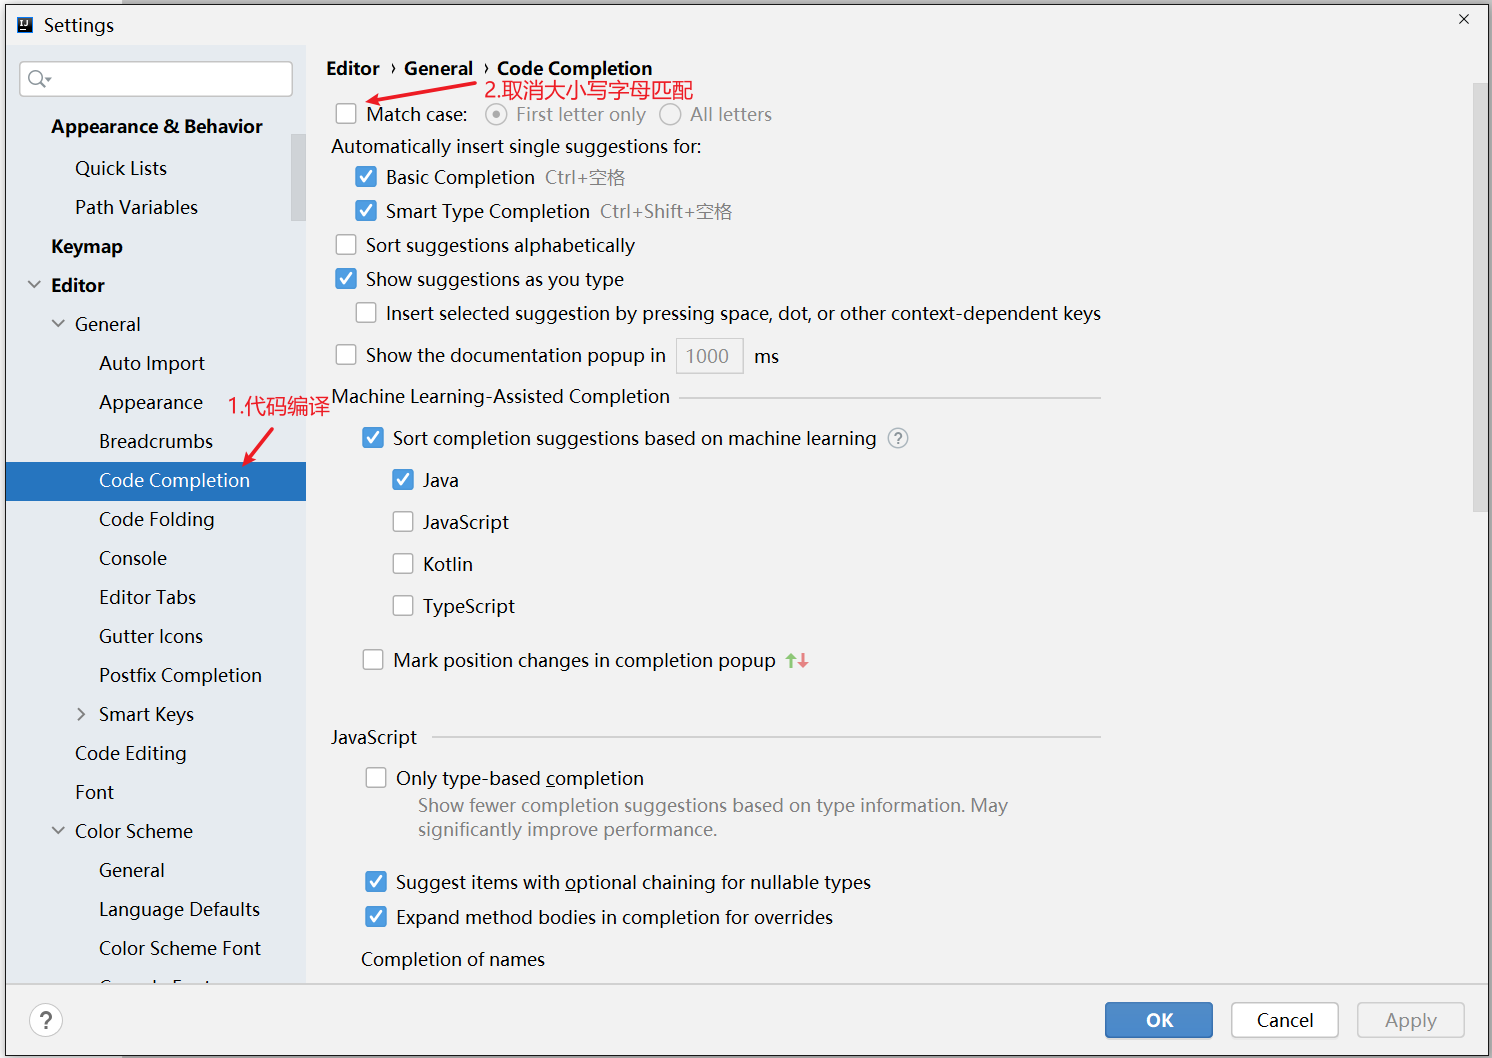 Settings
Appearance & Behavior
Quick Lists
Path Variables
Keymap
Editor
General
Auto Import
Appearance
1.代码编译
Breadcrumbs
Code Completion
Code Folding
Console
Editor Tabs
Gutter Icons
Postfix Completion
Smart Keys
Code Editing
Font
Color Scheme
General
Language Defaults
Color Scheme Font
Editor › General › Code Completion
2.取消大小写字母匹配
Match case: First letter only All letters
Automatically insert single suggestions for:
Basic Completion Ctrl+空格
Smart Type Completion Ctrl+Shift+空格
Sort suggestions alphabetically
Show suggestions as you type
Insert selected suggestion by pressing space, dot, or other context-dependent keys
Show the documentation popup in 1000 ms
Machine Learning-Assisted Completion
Sort completion suggestions based on machine learning ?
Java
JavaScript
Kotlin
TypeScript
Mark position changes in completion popup
JavaScript
Only type-based completion
Show fewer completion suggestions based on type information. May
significantly improve performance.
Suggest items with optional chaining for nullable types
Expand method bodies in completion for overrides
Completion of names
? OK Cancel Apply